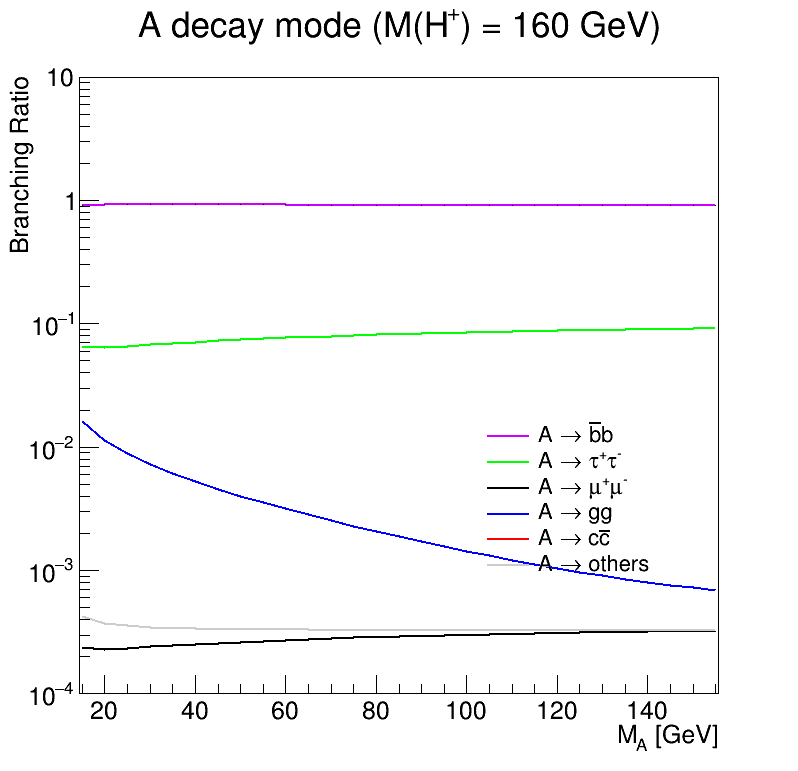 A decay mode (M(H⁺) = 160 GeV)
Branching Ratio
10
1
10⁻¹
10⁻²
10⁻³
10⁻⁴
A → b̅b
A → τ⁺τ⁻
A → μ⁺μ⁻
A → gg
A → cc̅
A → others
20 40 60 80 100 120 140
M_A [GeV]